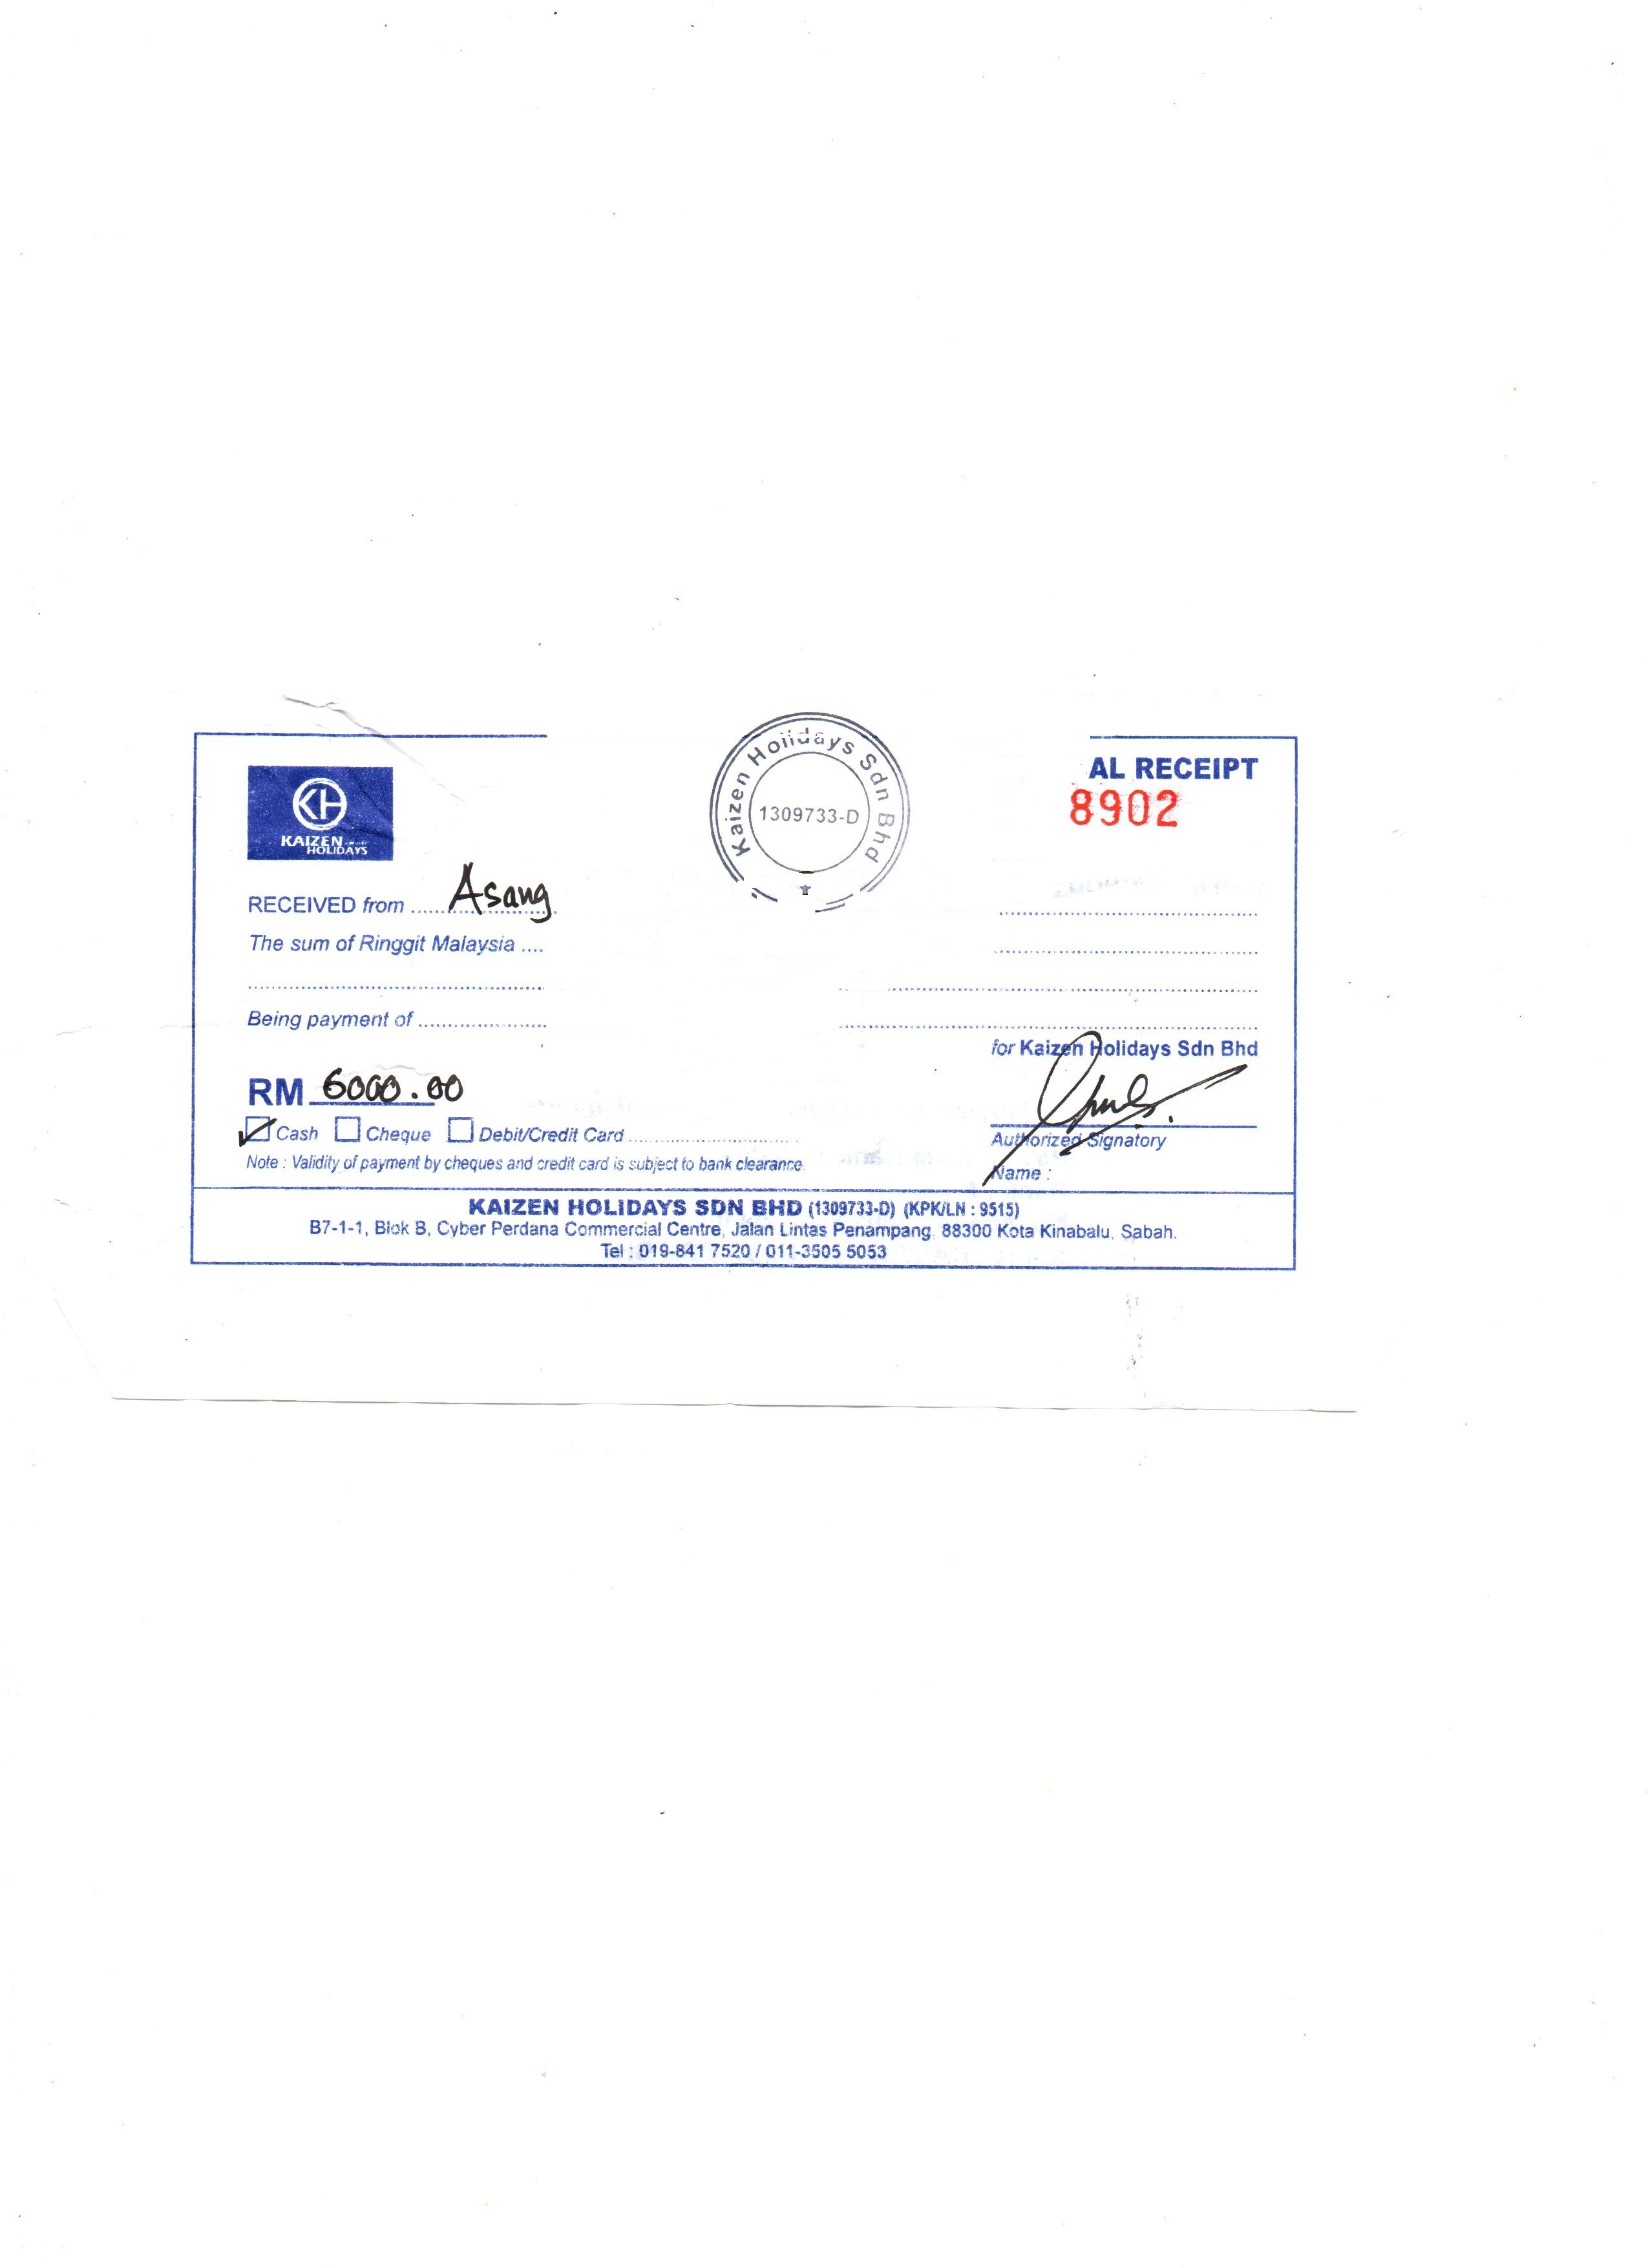 Kaizen Holidays Sdn Bhd
1309733-D
AL RECEIPT
8902
KH
KAIZEN
HOLIDAYS
RECEIVED from ..... Asang
The sum of Ringgit Malaysia ....
Being payment of ......................
for Kaizen Holidays Sdn Bhd
RM 6000.00
Cash Cheque Debit/Credit Card
Authorized Signatory
Note : Validity of payment by cheques and credit card is subject to bank clearance.
Name :
KAIZEN HOLIDAYS SDN BHD (1309733-D) (KPK/LN : 9515)
B7-1-1, Blok B, Cyber Perdana Commercial Centre, Jalan Lintas Penampang, 88300 Kota Kinabalu, Sabah.
Tel : 019-841 7520 / 011-3505 5053